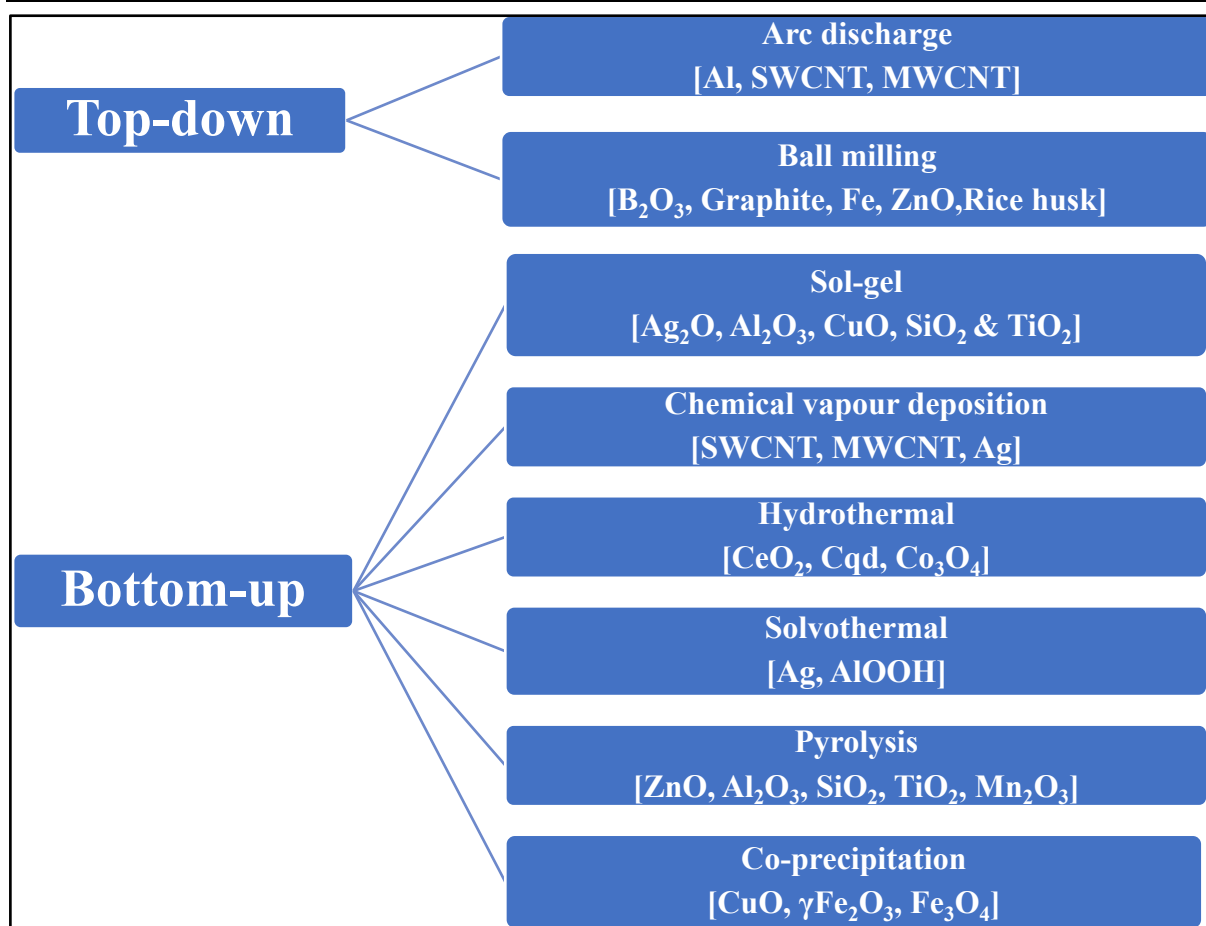 Top-down
Arc discharge
[Al, SWCNT, MWCNT]
Ball milling
[B₂O₃, Graphite, Fe, ZnO,Rice husk]
Bottom-up
Sol-gel
[Ag₂O, Al₂O₃, CuO, SiO₂ & TiO₂]
Chemical vapour deposition
[SWCNT, MWCNT, Ag]
Hydrothermal
[CeO₂, Cqd, Co₃O₄]
Solvothermal
[Ag, AlOOH]
Pyrolysis
[ZnO, Al₂O₃, SiO₂, TiO₂, Mn₂O₃]
Co-precipitation
[CuO, γFe₂O₃, Fe₃O₄]